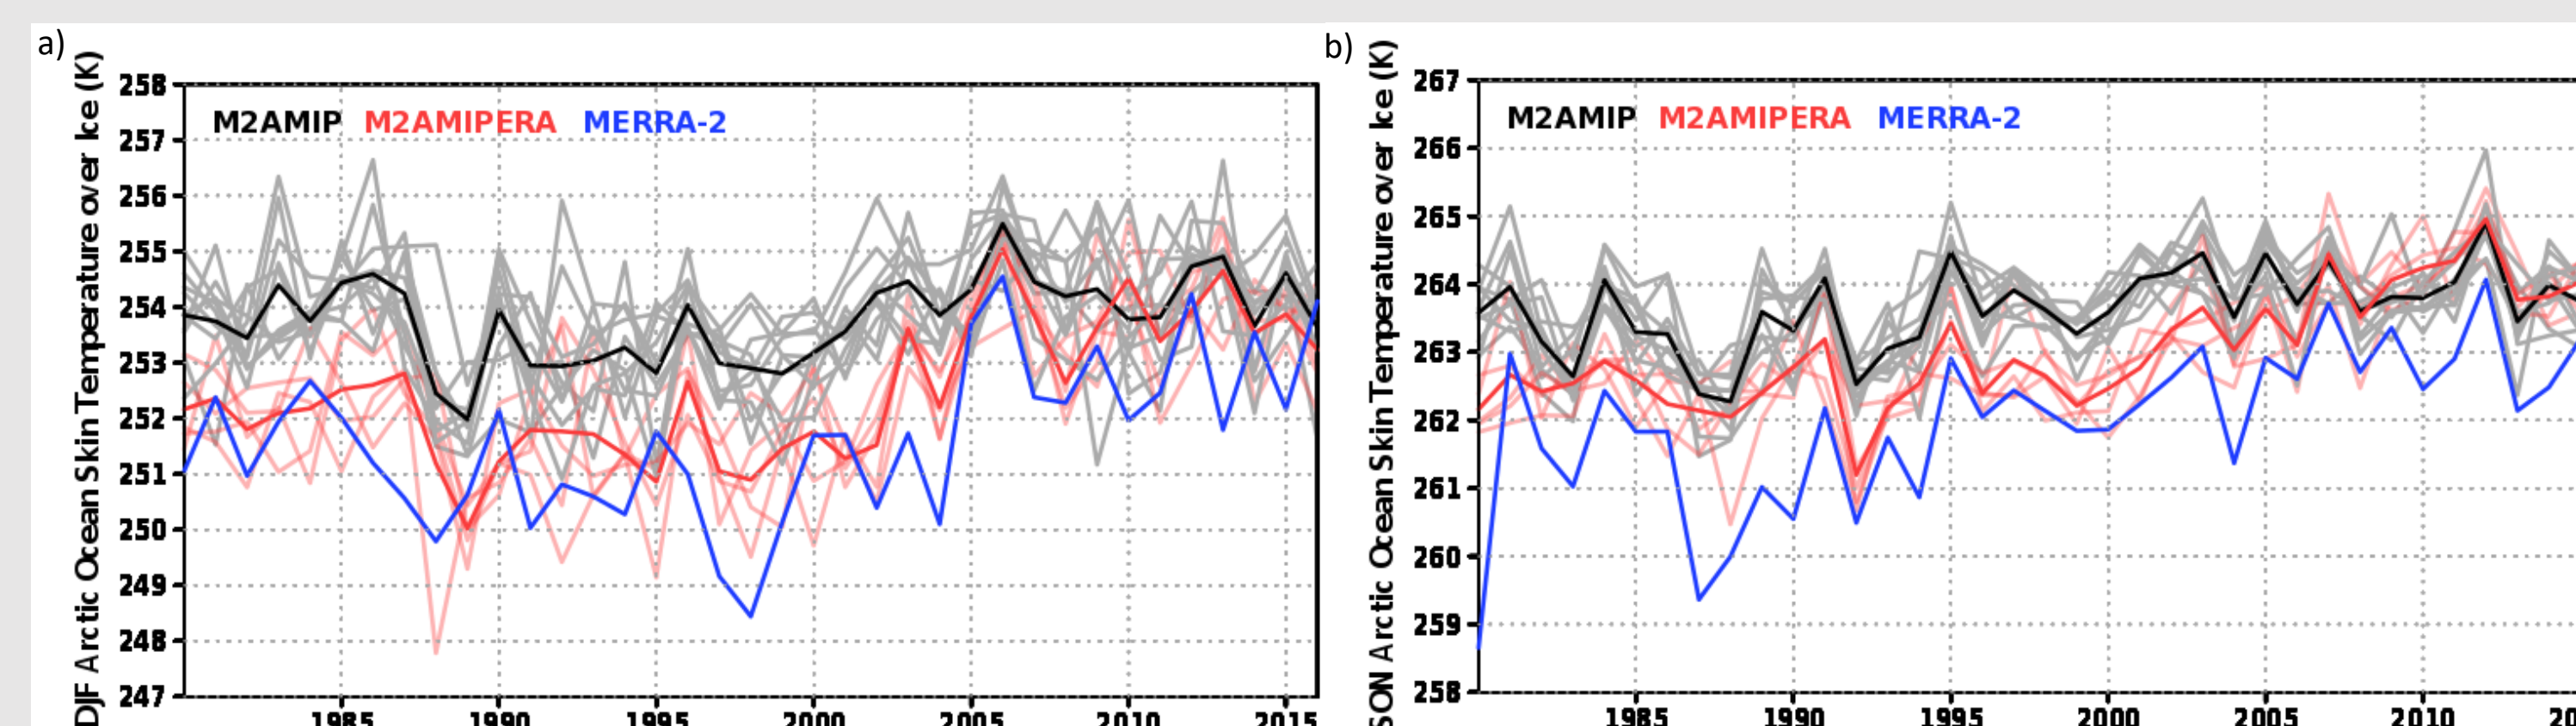 a)
DJF Arctic Ocean Skin Temperature over Ice (K)
258
257
256
255
254
253
252
251
250
249
248
247
M2AMIP M2AMIPERA MERRA-2
1985 1990 1995 2000 2005 2010 2015
b)
SON Arctic Ocean Skin Temperature over Ice (K)
267
266
265
264
263
262
261
260
259
258
M2AMIP M2AMIPERA MERRA-2
1985 1990 1995 2000 2005 2010